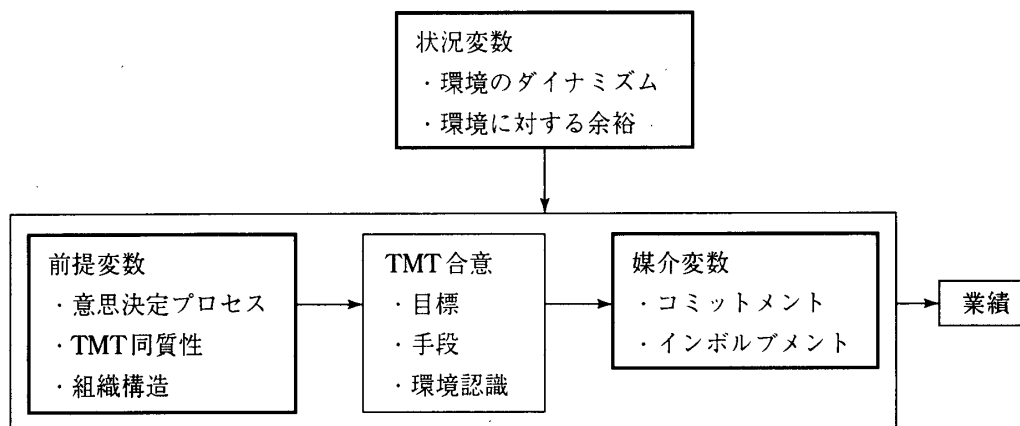 状況変数
・環境のダイナミズム
・環境に対する余裕
前提変数
・意思決定プロセス
・TMT同質性
・組織構造
TMT合意
・目標
・手段
・環境認識
媒介変数
・コミットメント
・インボルブメント
業績